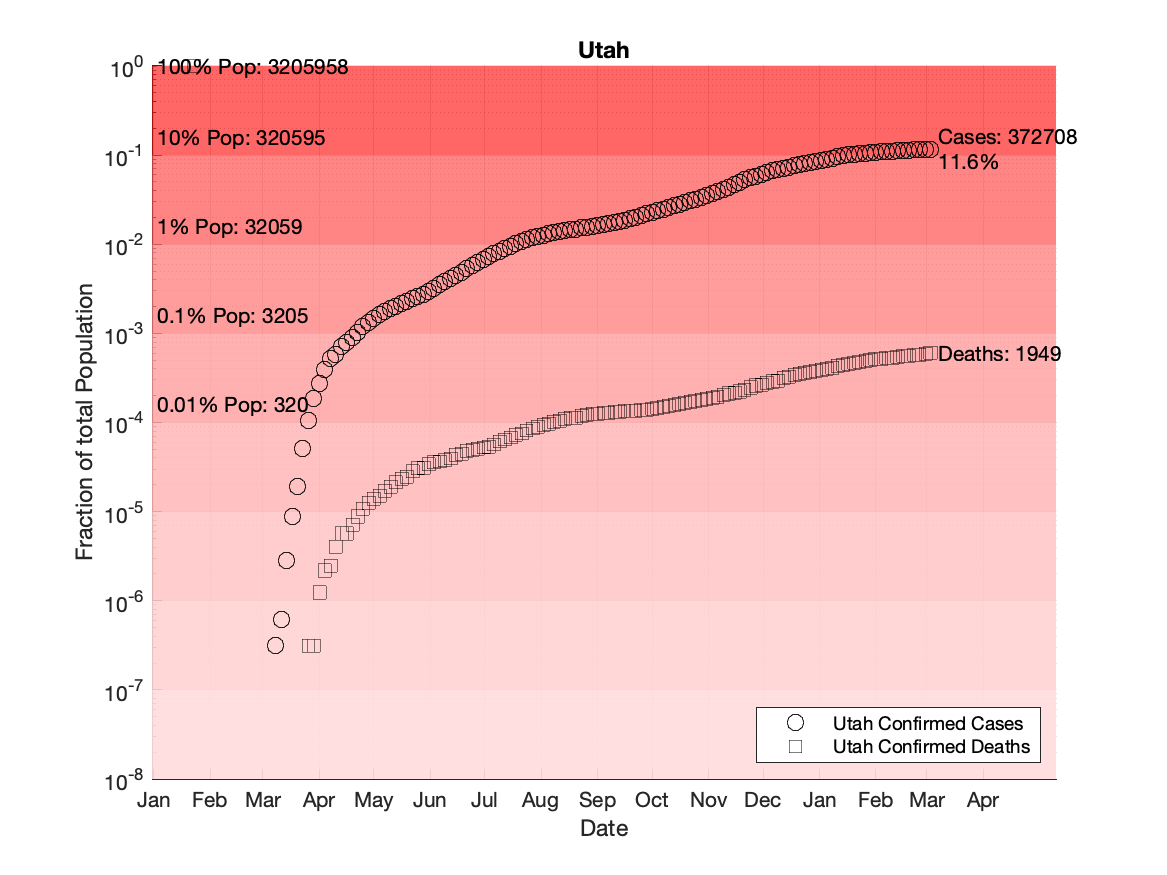 Utah
10^0
100% Pop: 3205958
10% Pop: 320595
Cases: 372708
10^-1
11.6%
1% Pop: 32059
10^-2
0.1% Pop: 3205
10^-3
Deaths: 1949
0.01% Pop: 320
10^-4
10^-5
10^-6
10^-7
10^-8
Fraction of total Population
Utah Confirmed Cases
Utah Confirmed Deaths
Jan Feb Mar Apr May Jun Jul Aug Sep Oct Nov Dec Jan Feb Mar Apr
Date